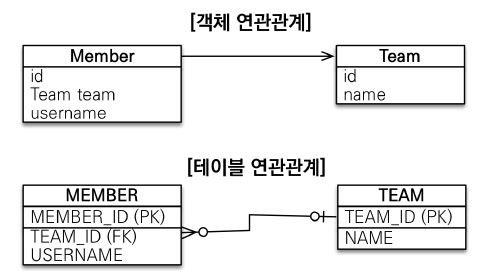 [객체 연관관계]
Member
id
Team team
username
Team
id
name
[테이블 연관관계]
MEMBER
MEMBER_ID (PK)
TEAM_ID (FK)
USERNAME
TEAM
TEAM_ID (PK)
NAME